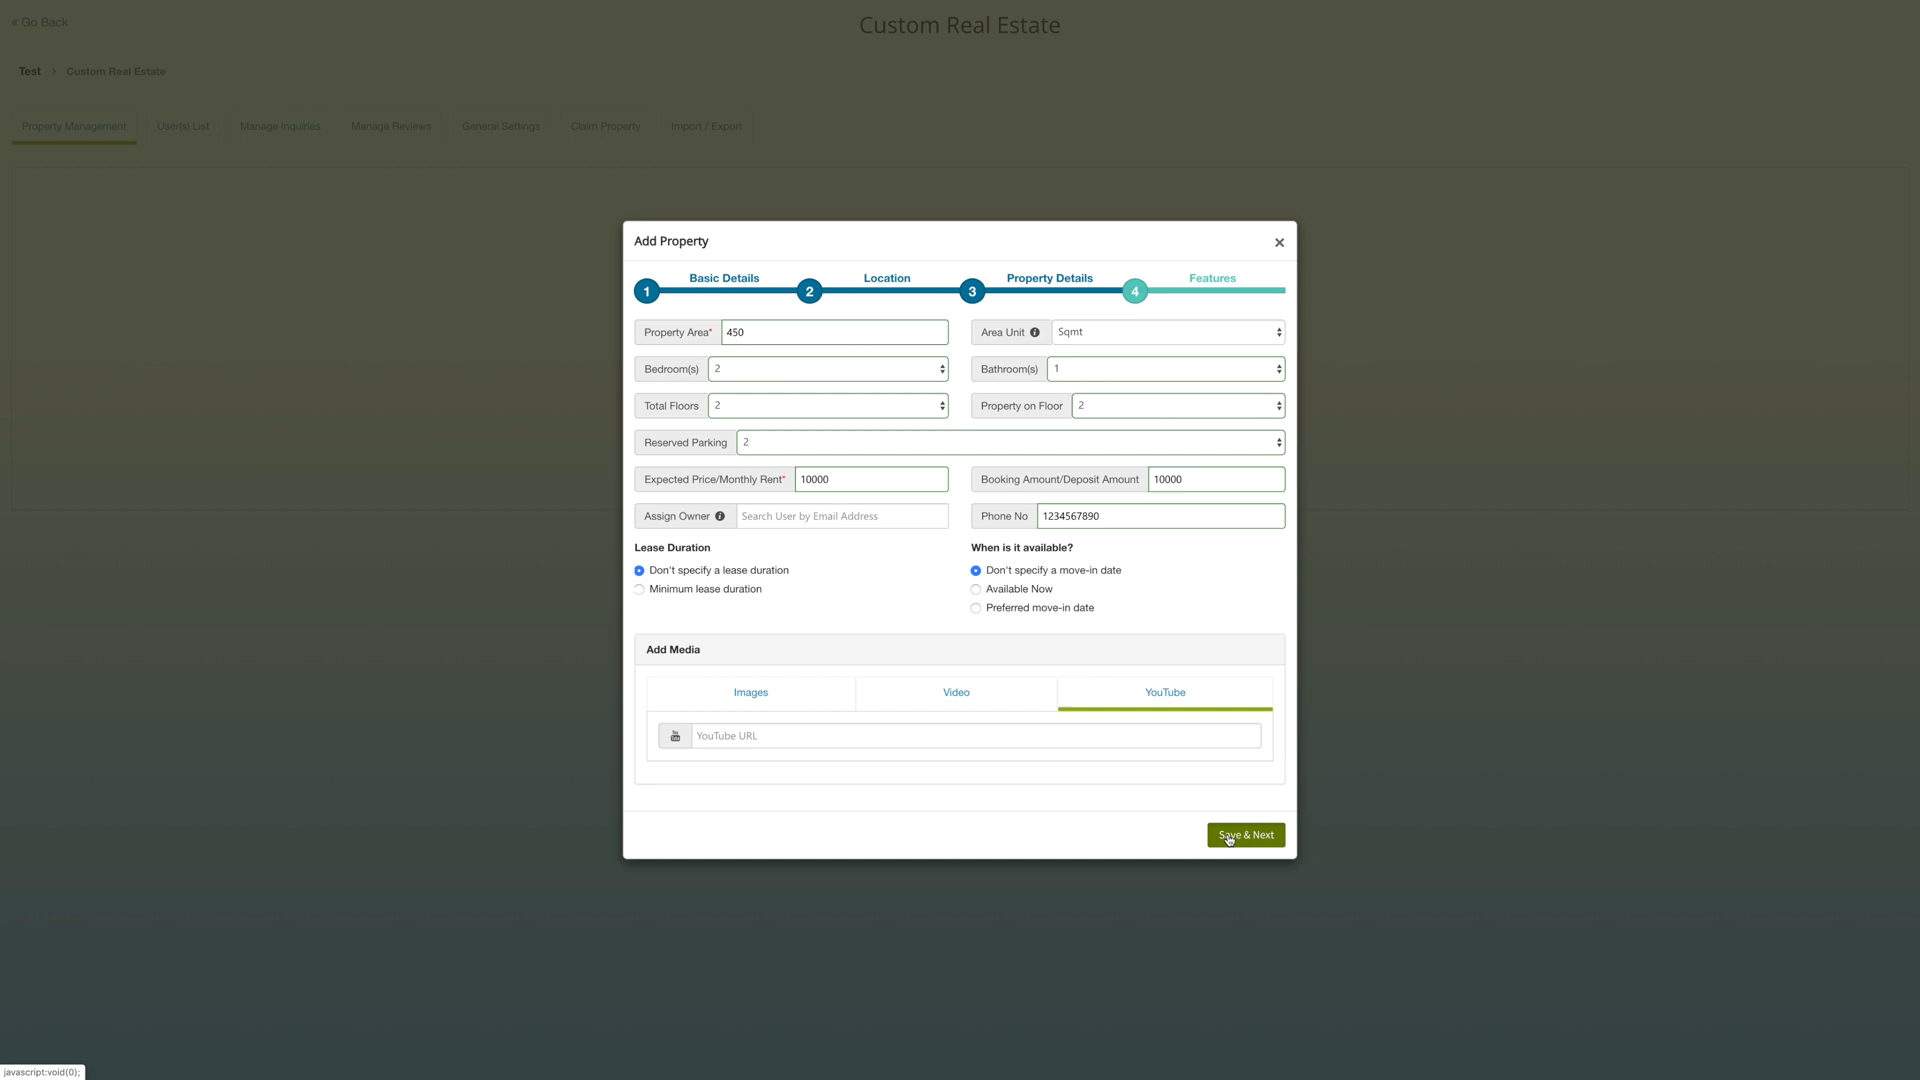 « Go Back
Custom Real Estate
Test > Custom Real Estate
Property Management User(s) List Manage Inquiries Manage Reviews General Settings Claim Property Import / Export
Add Property ×
Basic Details Location Property Details Features
1 2 3 4
Property Area* 450 Area Unit Sqmt
Bedroom(s) 2 Bathroom(s) 1
Total Floors 2 Property on Floor 2
Reserved Parking 2
Expected Price/Monthly Rent* 10000 Booking Amount/Deposit Amount 10000
Assign Owner Search User by Email Address Phone No 1234567890
Lease Duration When is it available?
Don't specify a lease duration Don't specify a move-in date
Minimum lease duration Available Now
Preferred move-in date
Add Media
Images Video YouTube
YouTube URL
Save & Next
javascript:void(0);